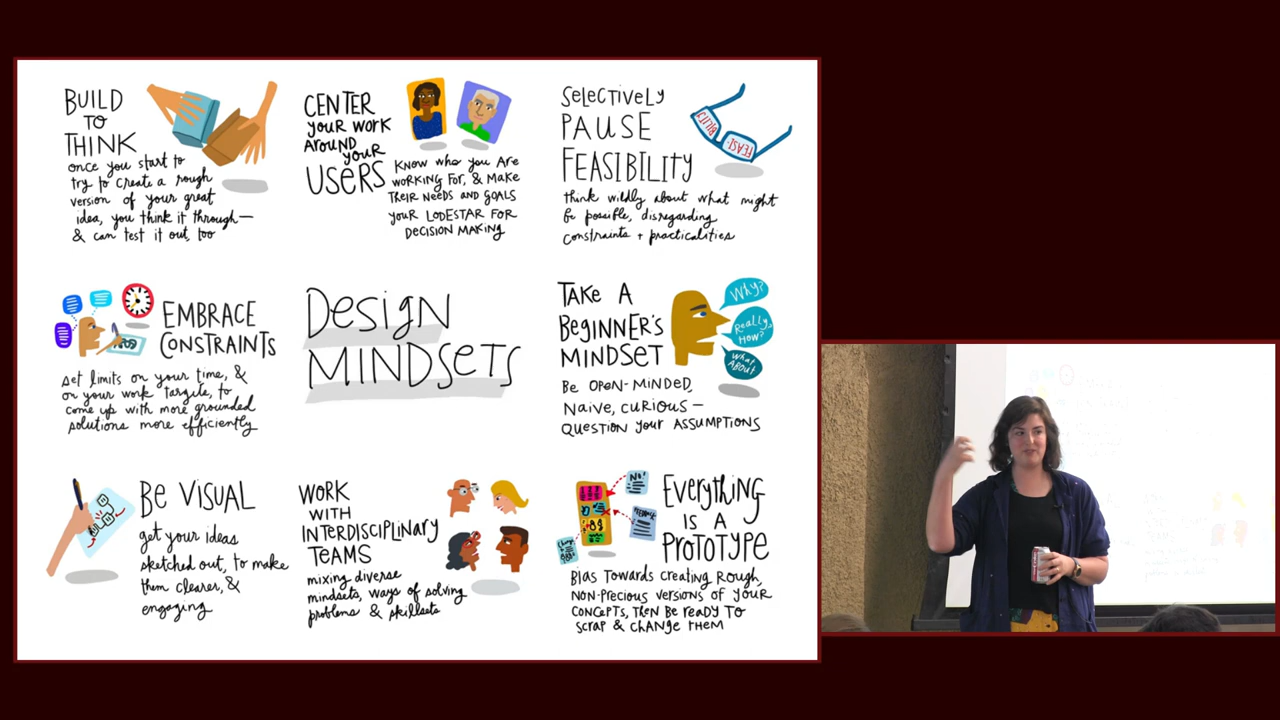 BUILD
TO
THINK
once you start to
try to create a rough
version of your great
idea, you think it through—
& can test it out, too
CENTER
your WORK
AROUND
your
USERS
KNOW who you ARE
WORKING FOR, & MAKE
THEIR NEEDS AND GOALS
your LODESTAR FOR
DECISION MAKING
Selectively
PAUSE
FEASIBILITY
FEASI-
BILITY
think wildly about what might
be possible, disregarding
constraints + practicalities
EMBRACE
CONSTRAINTS
set limits on your time, &
on your work targets, to
come up with more grounded
solutions more efficiently
Design
MINDSETS
TAKE A
BEGINNER'S
MINDSET
WHY?
Really,
HOW?
WHAT
ABOUT
Be OPEN-MINDED,
NAIVE, CURIOUS—
QUESTION your ASSUMPTIONS
Be VISUAL
get your ideas
sketched out, to make
them clearer, &
engaging
WORK
WITH
INTERDISCIPLINARY
TEAMS
mixing diverse
mindsets, ways of solving
problems & skillsets
NO!
Everything
IS A
PROTOTYPE
BIAS TOWARDS CREATING ROUGH,
NON-PRECIOUS VERSIONS OF YOUR
CONCEPTS, THEN BE READY TO
SCRAP & CHANGE THEM